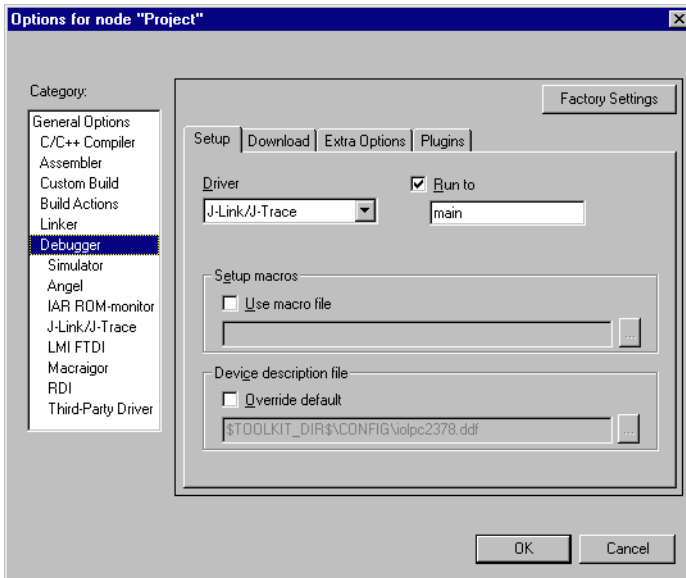 Options for node "Project"
Category:
General Options
C/C++ Compiler
Assembler
Custom Build
Build Actions
Linker
Debugger
Simulator
Angel
IAR ROM-monitor
J-Link/J-Trace
LMI FTDI
Macraigor
RDI
Third-Party Driver
Factory Settings
Setup Download Extra Options Plugins
Driver Run to
J-Link/J-Trace main
Setup macros
Use macro file
...
Device description file
Override default
$TOOLKIT_DIR$\CONFIG\iolpc2378.ddf ...
OK Cancel